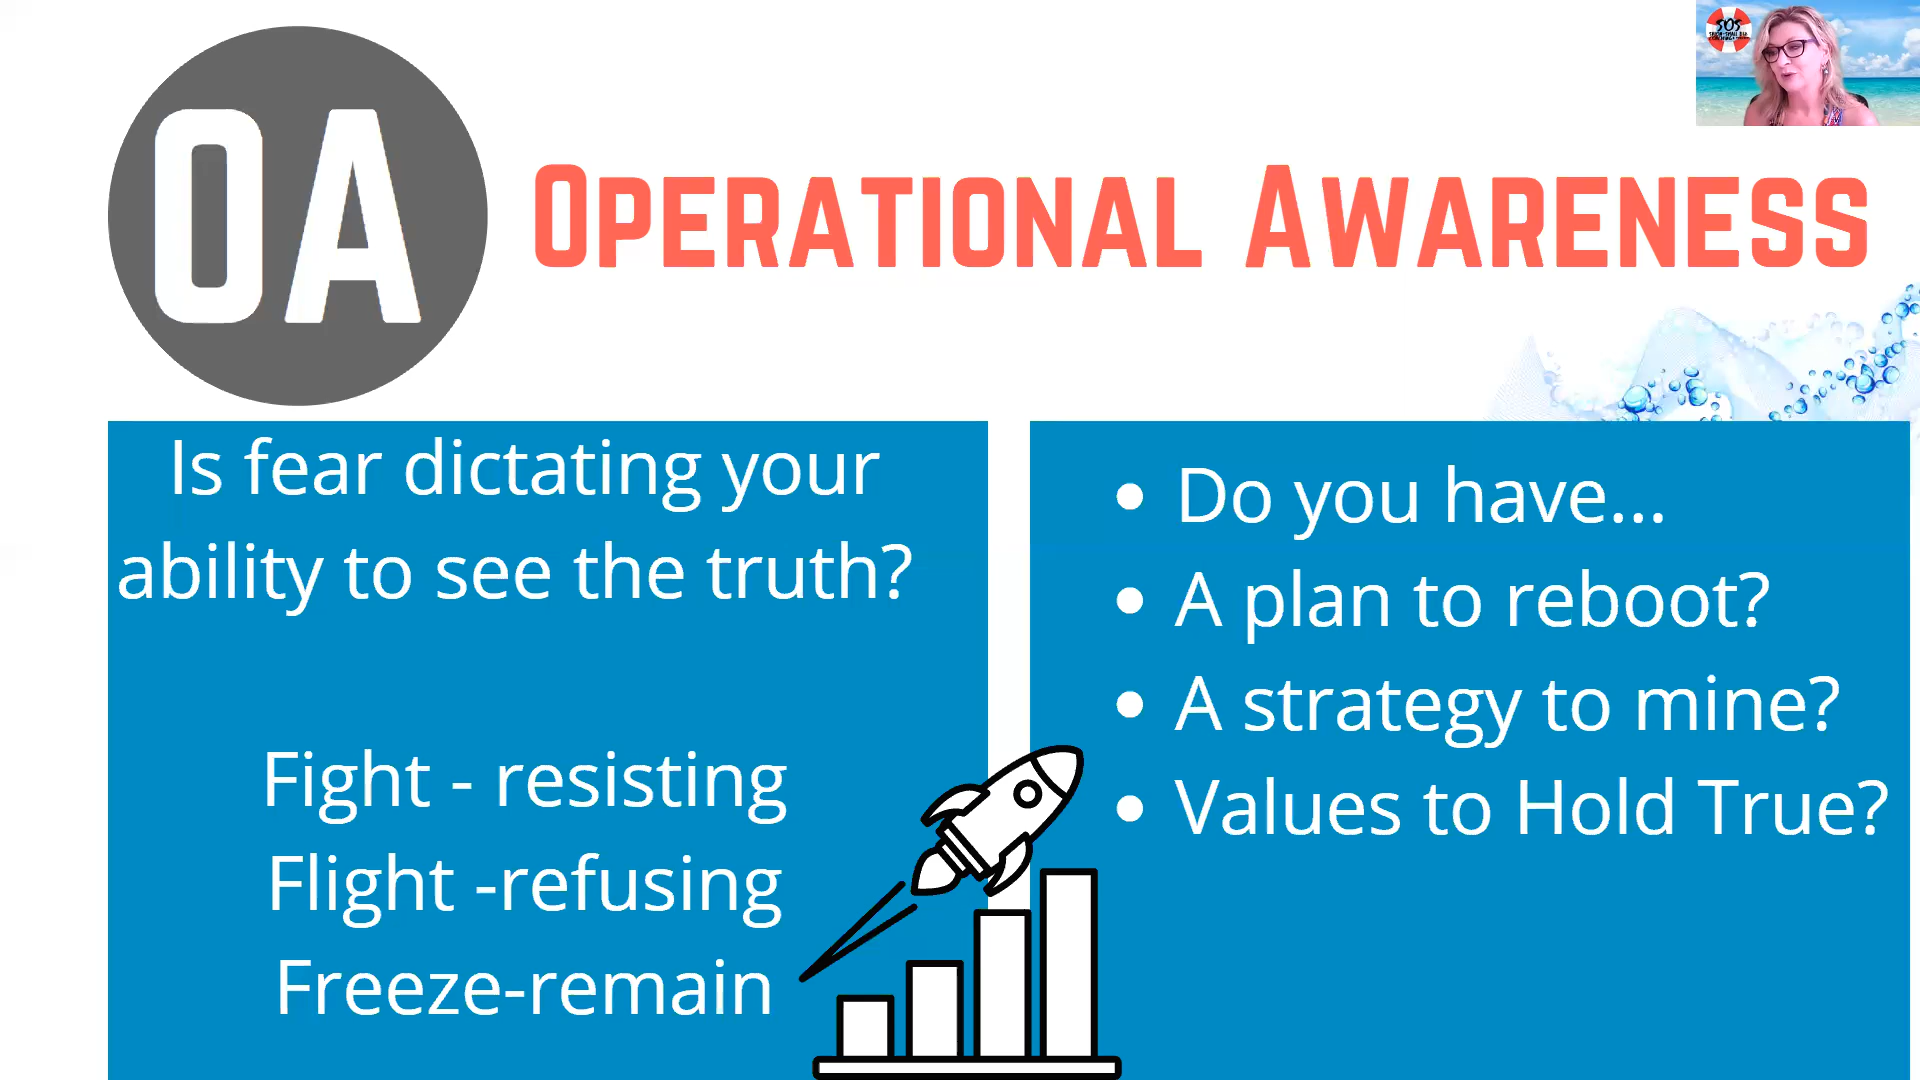 SOS
OA
OPERATIONAL AWARENESS
Is fear dictating your
ability to see the truth?
Fight - resisting
Flight -refusing
Freeze-remain
• Do you have...
• A plan to reboot?
• A strategy to mine?
• Values to Hold True?